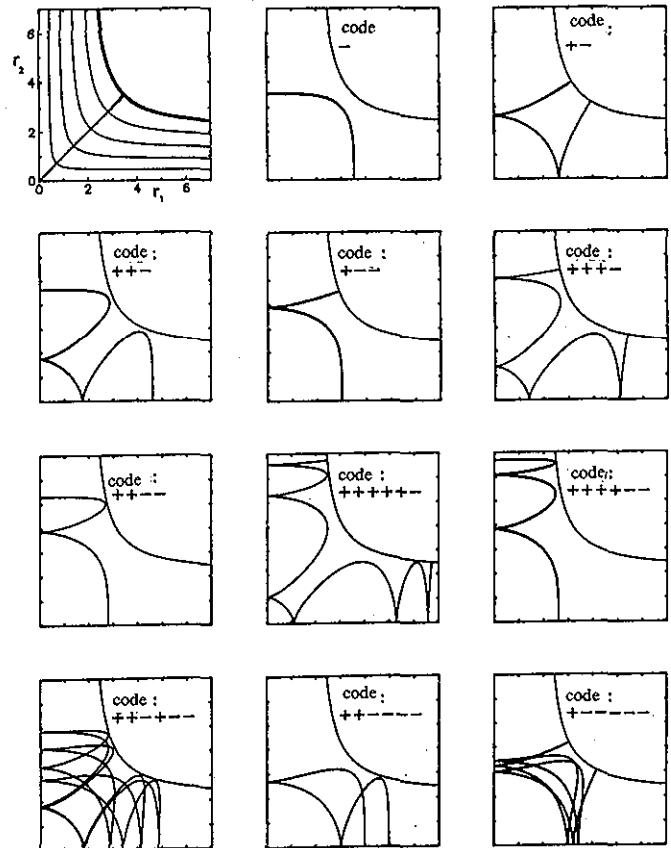 6
r₂
4
2
0
0 2 4 6
r₁
code
−
code :
+ −
code :
+ + −
code :
+ − −
code :
+ + + −
code :
+ + − −
code :
+ + + + + −
code :
+ + + + − −
code :
+ + − + − −
code :
+ + − − − −
code :
+ − − − − −